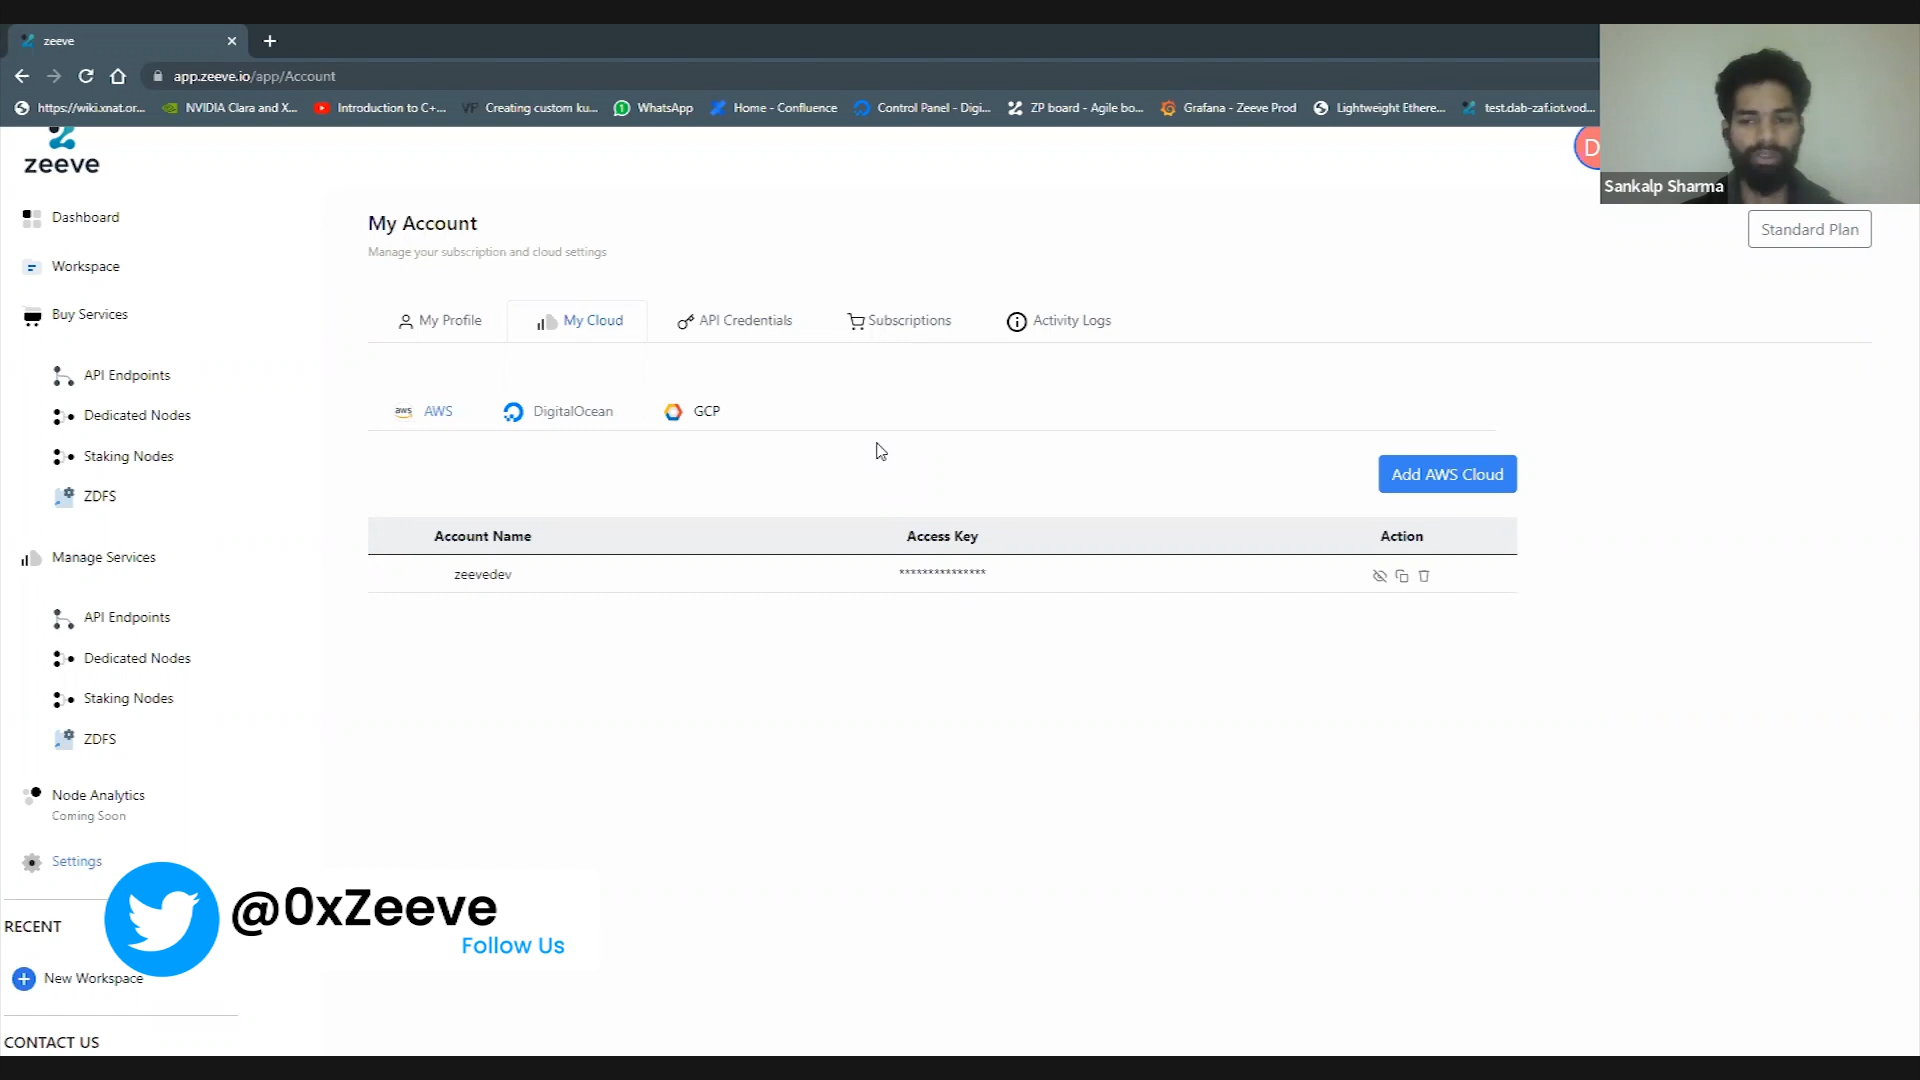 zeeve
app.zeeve.io/app/Account
https://wiki.xnat.or...
NVIDIA Clara and X...
Introduction to C+...
VF Creating custom ku...
WhatsApp
Home - Confluence
Control Panel - Digi...
ZP board - Agile bo...
Grafana - Zeeve Prod
Lightweight Ethere...
test.dab-zaf.iot.vod...
zeeve
D
Sankalp Sharma
Dashboard
Workspace
Buy Services
API Endpoints
Dedicated Nodes
Staking Nodes
ZDFS
Manage Services
API Endpoints
Dedicated Nodes
Staking Nodes
ZDFS
Node Analytics
Coming Soon
Settings
RECENT
New Workspace
CONTACT US
My Account
Manage your subscription and cloud settings
Standard Plan
My Profile
My Cloud
API Credentials
Subscriptions
Activity Logs
aws AWS
DigitalOcean
GCP
Add AWS Cloud
Account Name Access Key Action
zeevedev ***************
@0xZeeve
Follow Us